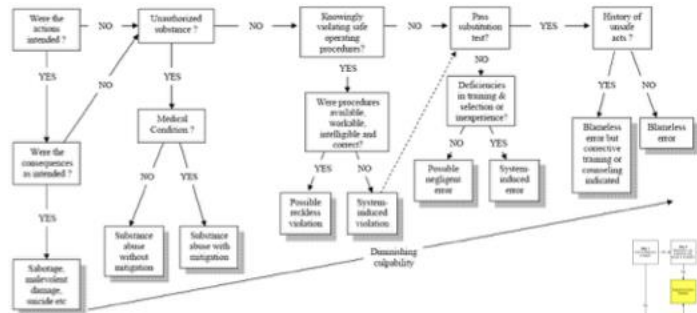 Were the
actions
intended ?
NO
Unauthorized
substance ?
NO
Knowingly
violating safe
operating
procedures?
NO
Pass
substitution
test?
YES
History of
unsafe
acts ?
YES
NO
YES
YES
NO
YES
NO
Medical
Condition ?
Were procedures
available,
workable,
intelligible and
correct?
Deficiencies
in training &
selection or
inexperience?
Blameless
error but
corrective
training or
counseling
indicated
Blameless
error
Were the
consequences
as intended ?
NO
YES
YES
NO
NO
YES
Possible
reckless
violation
System-
induced
violation
Possible
negligent
error
System-
induced
error
YES
Substance
abuse
without
mitigation
Substance
abuse with
mitigation
Diminishing
culpability
Sabotage,
malevolent
damage,
suicide etc